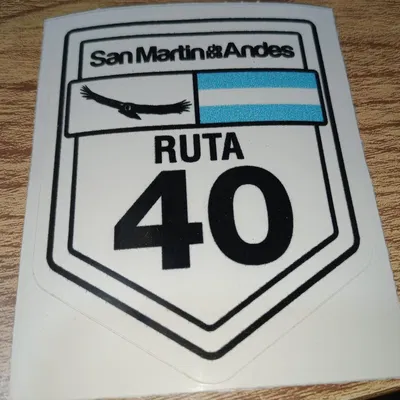 San Martin de los Andes
RUTA
40